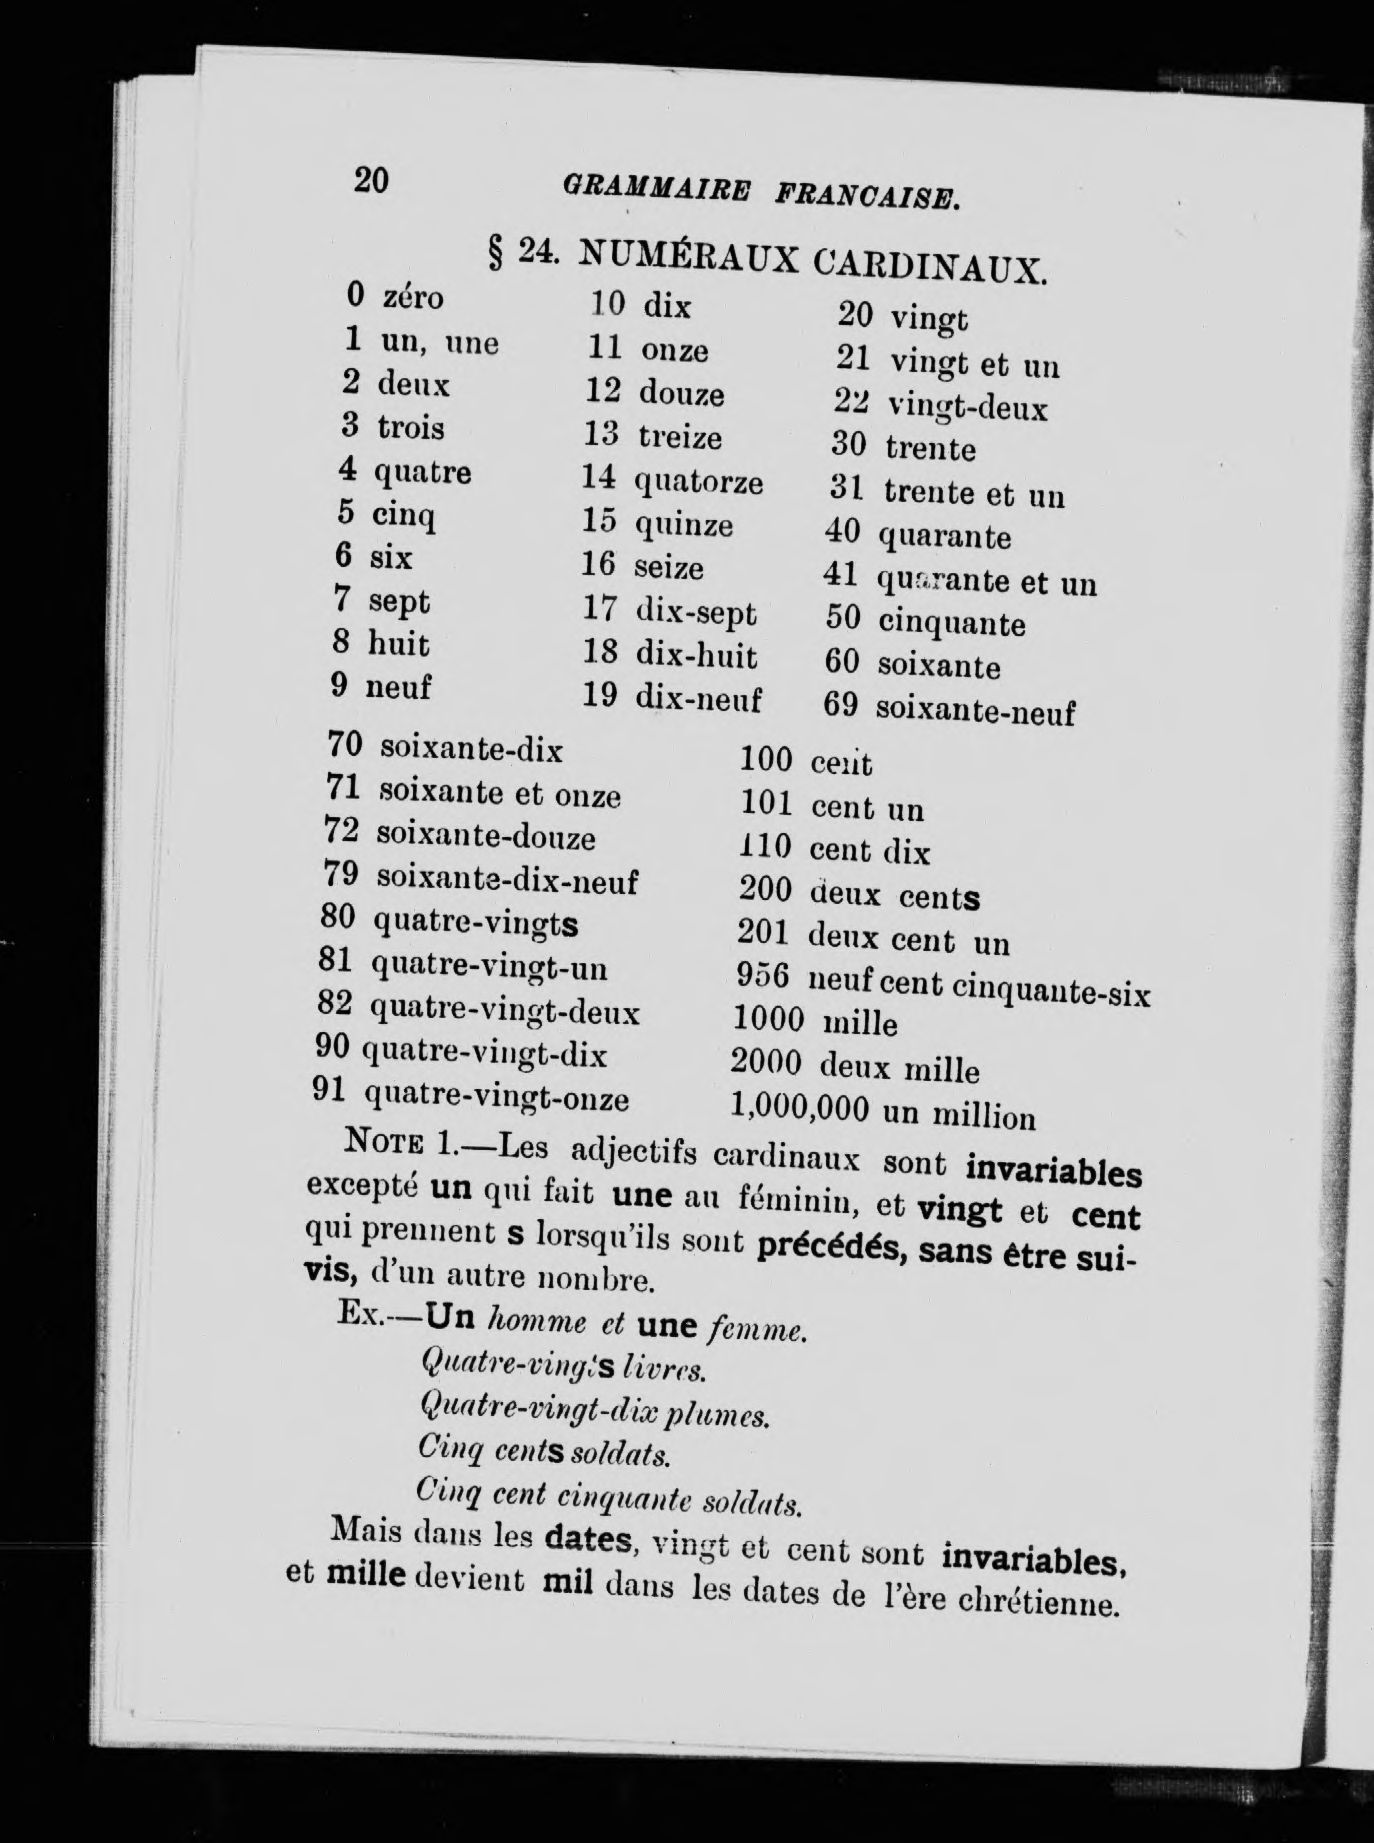 20 GRAMMAIRE FRANCAISE.
§ 24. NUMÉRAUX CARDINAUX.
0 zéro 10 dix 20 vingt
1 un, une 11 onze 21 vingt et un
2 deux 12 douze 22 vingt-deux
3 trois 13 treize 30 trente
4 quatre 14 quatorze 31 trente et un
5 cinq 15 quinze 40 quarante
6 six 16 seize 41 quarante et un
7 sept 17 dix-sept 50 cinquante
8 huit 18 dix-huit 60 soixante
9 neuf 19 dix-neuf 69 soixante-neuf
70 soixante-dix 100 cent
71 soixante et onze 101 cent un
72 soixante-douze 110 cent dix
79 soixante-dix-neuf 200 deux cents
80 quatre-vingts 201 deux cent un
81 quatre-vingt-un 956 neuf cent cinquante-six
82 quatre-vingt-deux 1000 mille
90 quatre-vingt-dix 2000 deux mille
91 quatre-vingt-onze 1,000,000 un million
NOTE 1.—Les adjectifs cardinaux sont invariables
excepté un qui fait une au féminin, et vingt et cent
qui prennent s lorsqu'ils sont précédés, sans être sui-
vis, d'un autre nombre.
Ex.—Un homme et une femme.
Quatre-vingts livres.
Quatre-vingt-dix plumes.
Cinq cents soldats.
Cinq cent cinquante soldats.
Mais dans les dates, vingt et cent sont invariables,
et mille devient mil dans les dates de l'ère chrétienne.